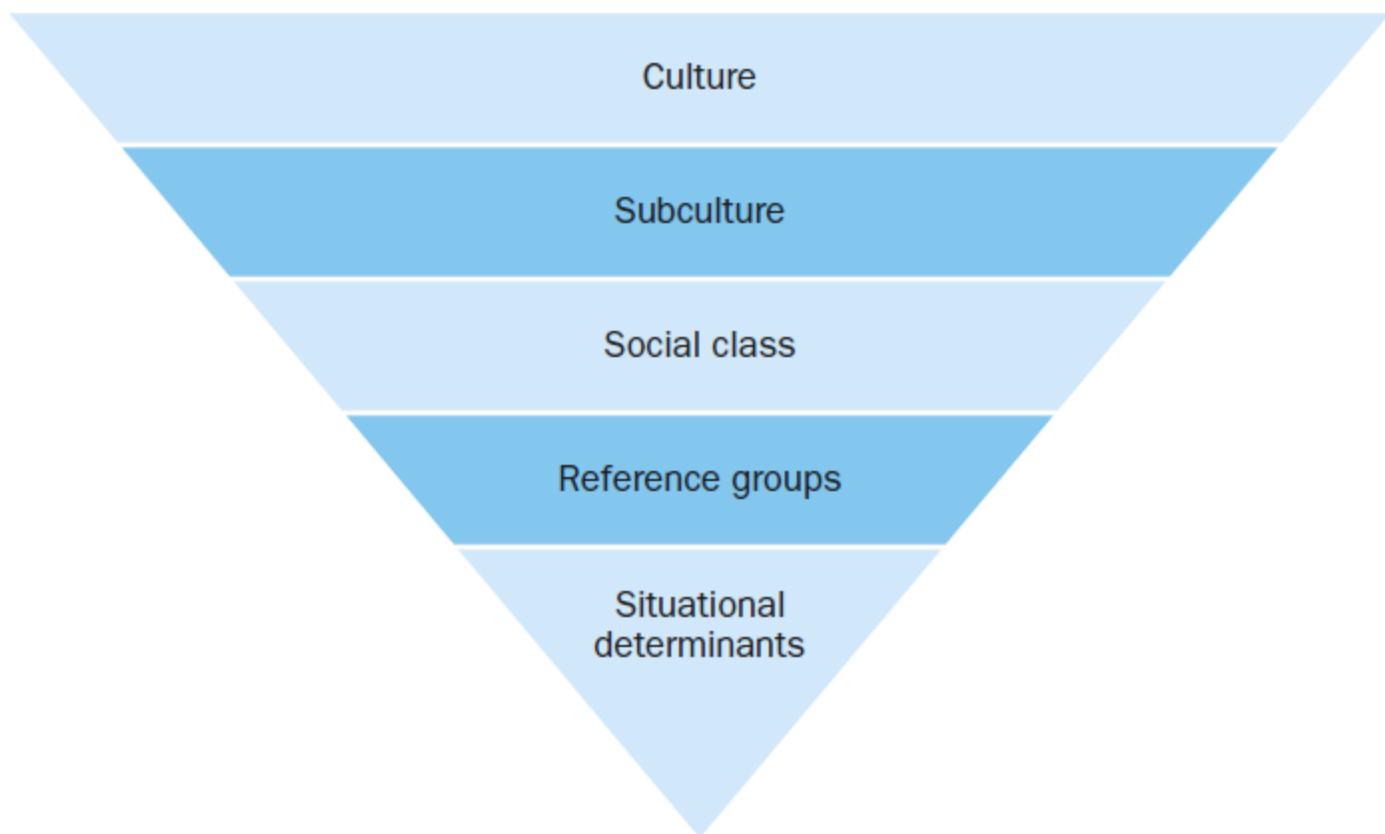 Culture
Subculture
Social class
Reference groups
Situational
determinants